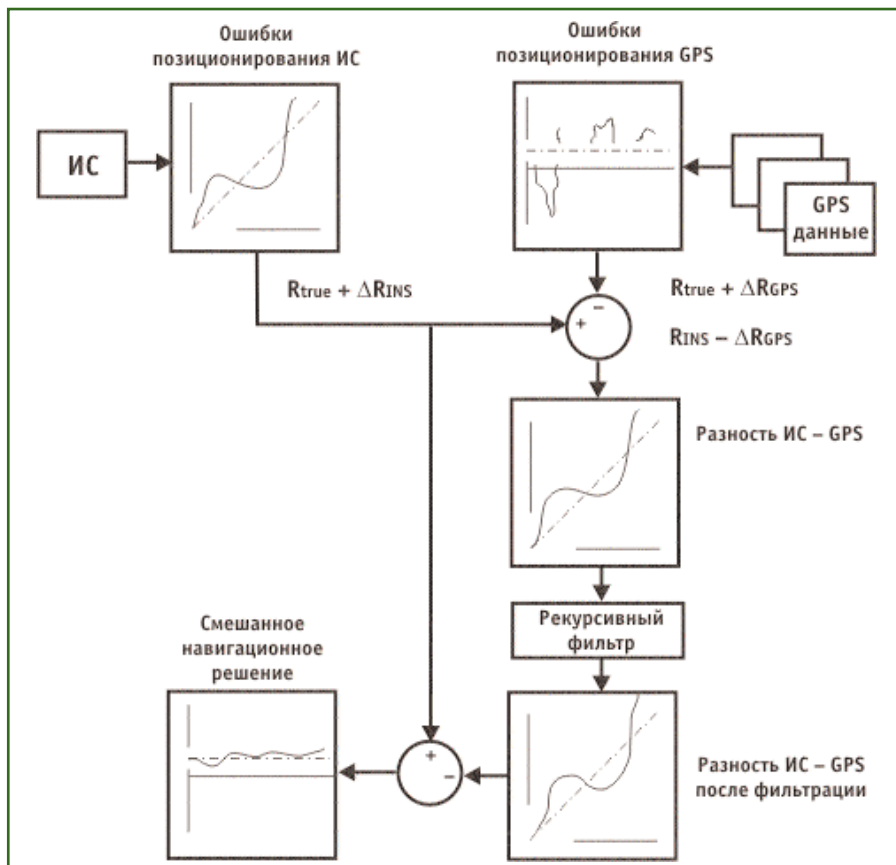 Ошибки
позиционирования ИС
Ошибки
позиционирования GPS
ИС
GPS
данные
Rtrue + ΔRINS
Rtrue + ΔRGPS
+
−
RINS − ΔRGPS
Разность ИС – GPS
Рекурсивный
фильтр
Смешанное
навигационное
решение
+
−
Разность ИС – GPS
после фильтрации